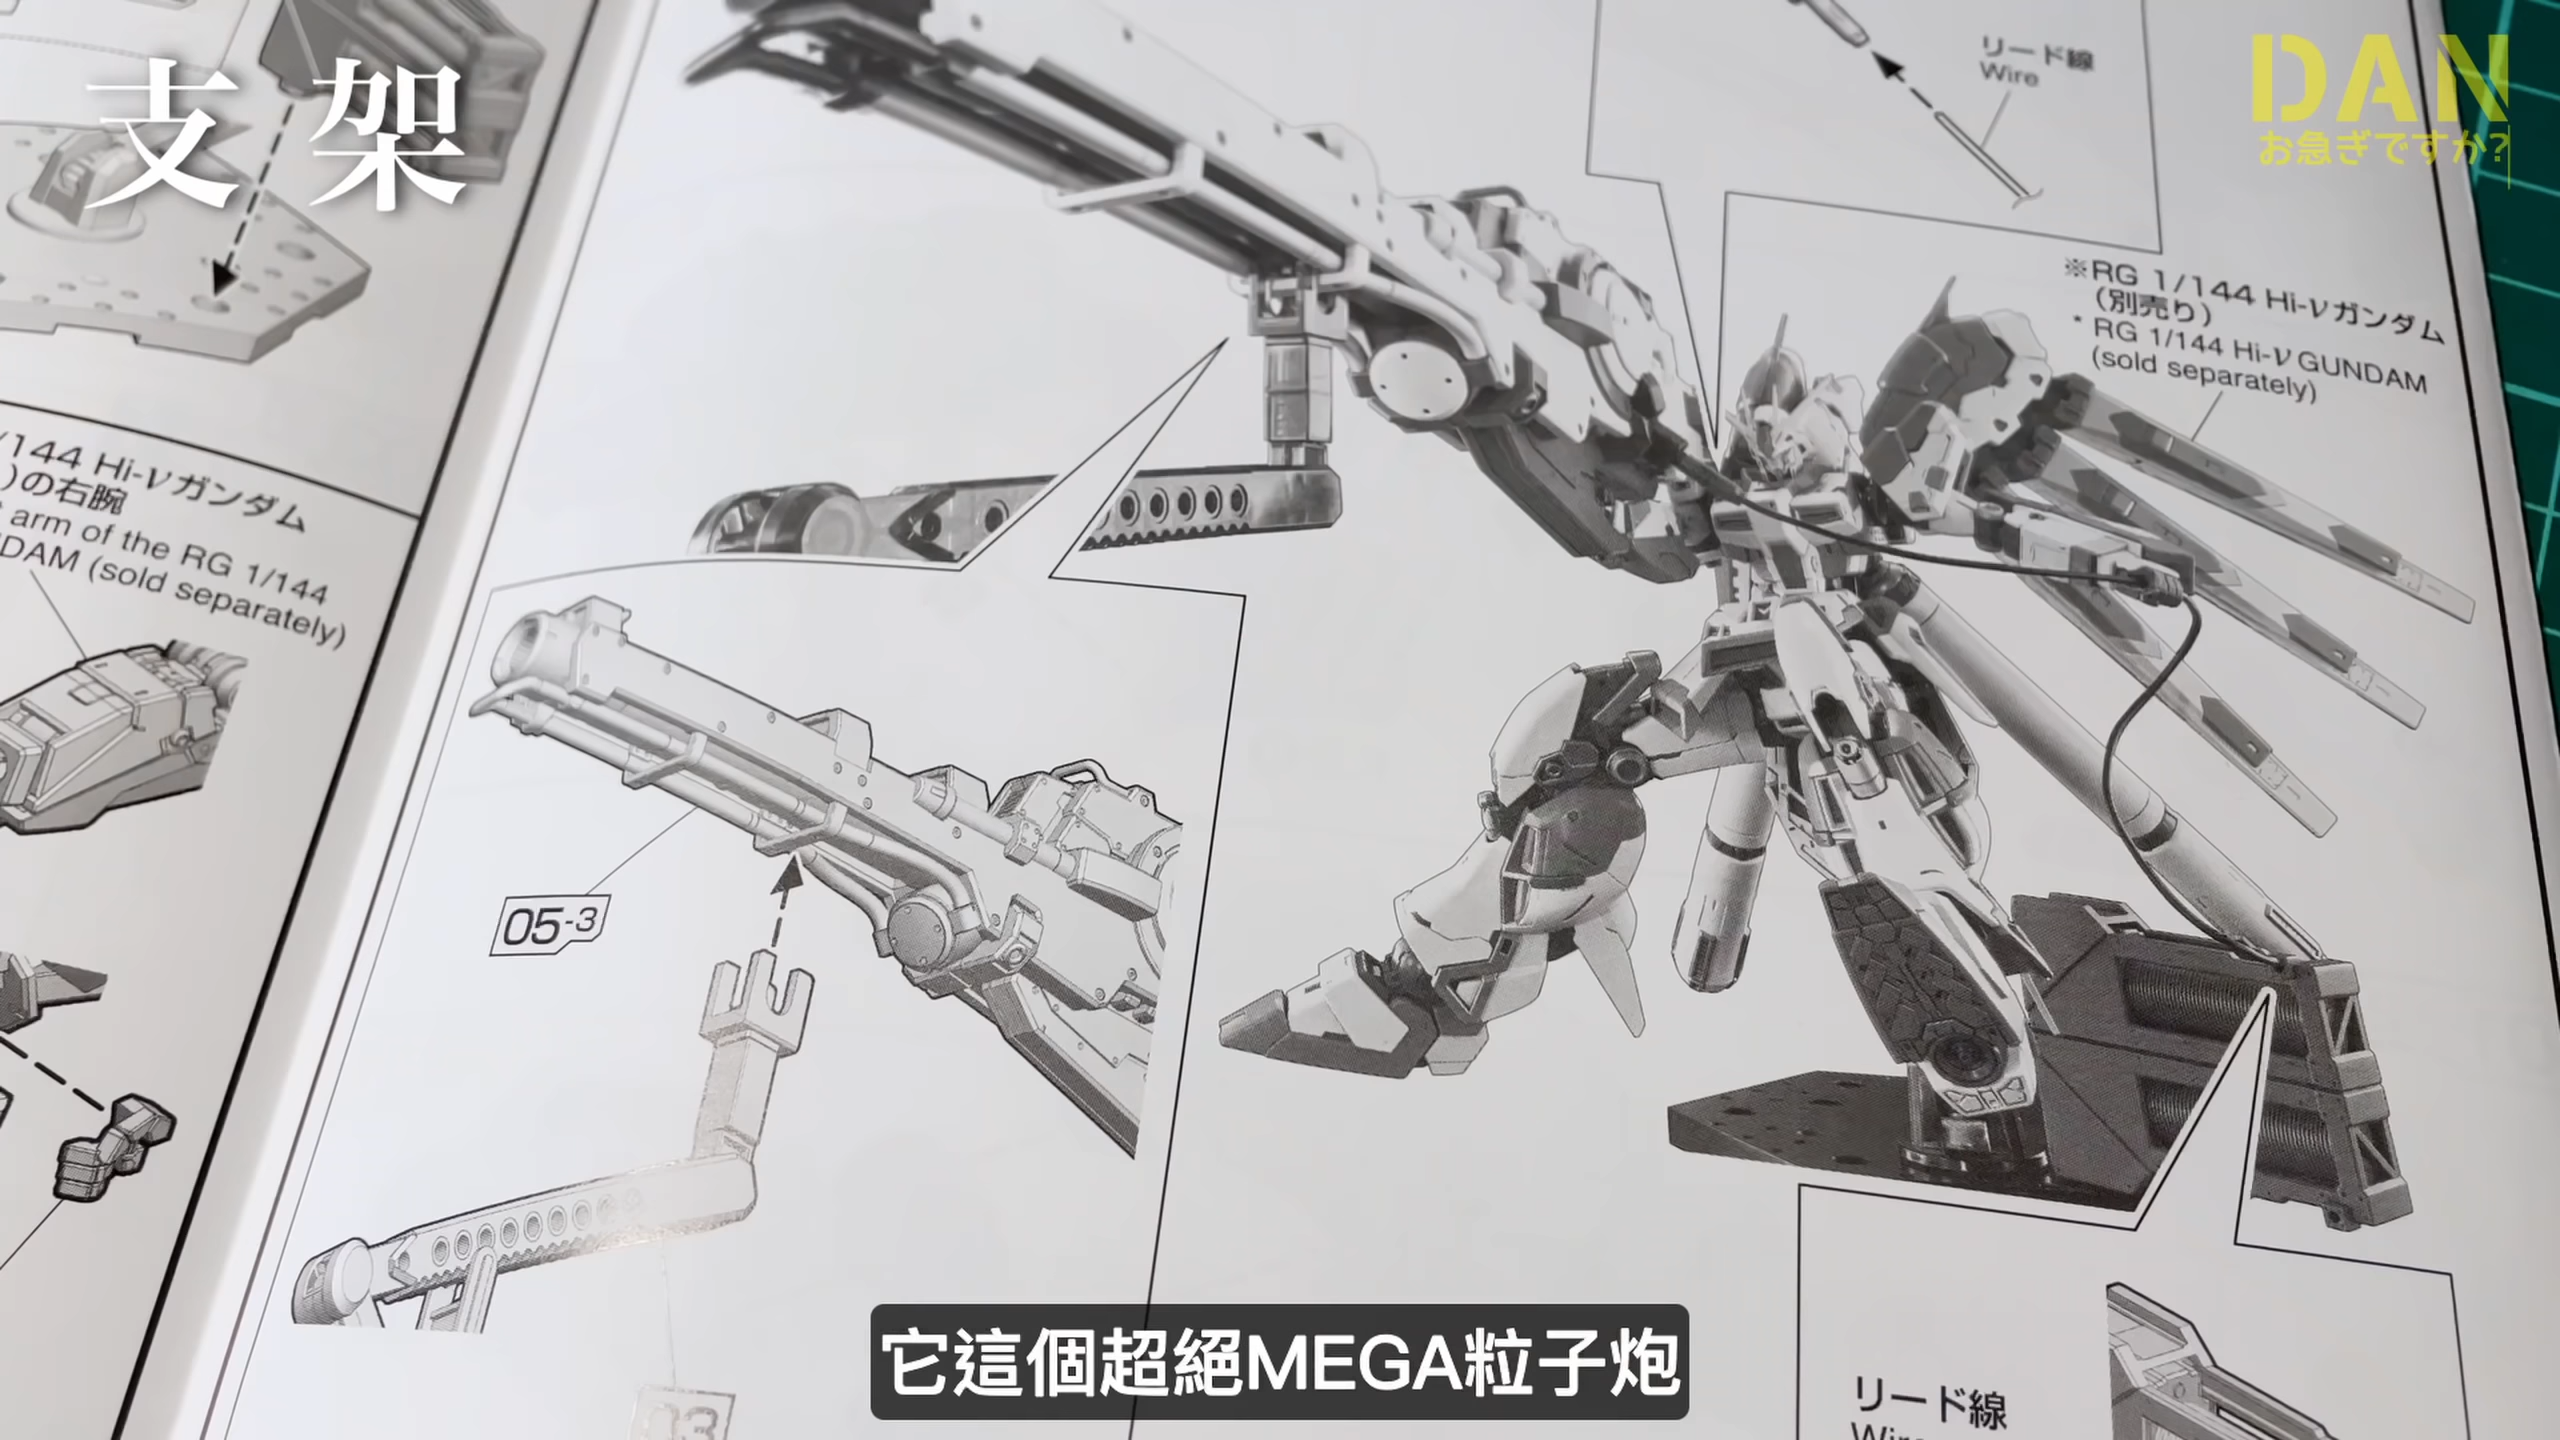 支架
DAN
お急ぎですか?
リード線
Wire
※RG 1/144 Hi-νガンダム
(別売り)
* RG 1/144 Hi-ν GUNDAM
(sold separately)
/144 Hi-νガンダム
)の右腕
arm of the RG 1/144
DAM (sold separately)
05-3
它這個超絕MEGA粒子炮
リード線